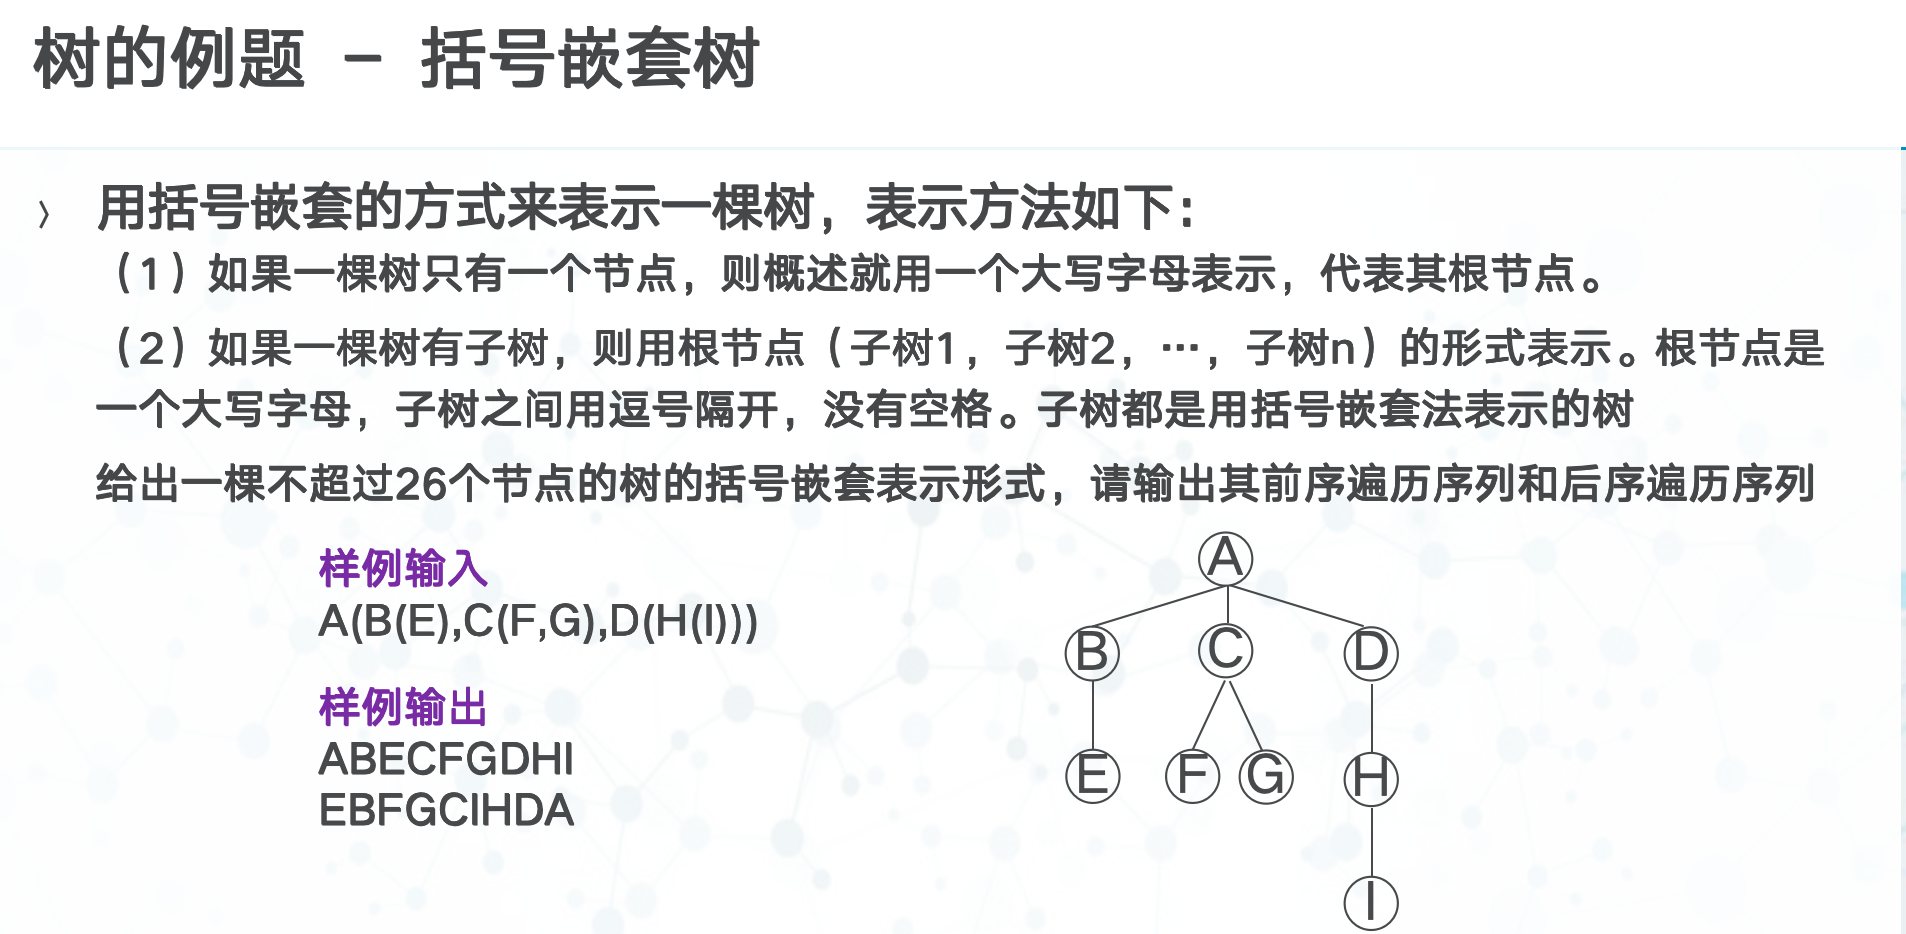 树的例题 - 括号嵌套树
用括号嵌套的方式来表示一棵树，表示方法如下：
（1）如果一棵树只有一个节点，则概述就用一个大写字母表示，代表其根节点。
（2）如果一棵树有子树，则用根节点（子树1，子树2，…，子树n）的形式表示。根节点是
一个大写字母，子树之间用逗号隔开，没有空格。子树都是用括号嵌套法表示的树
给出一棵不超过26个节点的树的括号嵌套表示形式，请输出其前序遍历序列和后序遍历序列
样例输入
A(B(E),C(F,G),D(H(I)))
样例输出
ABECFGDHI
EBFGCIHDA
A
B C D
E F G H
I